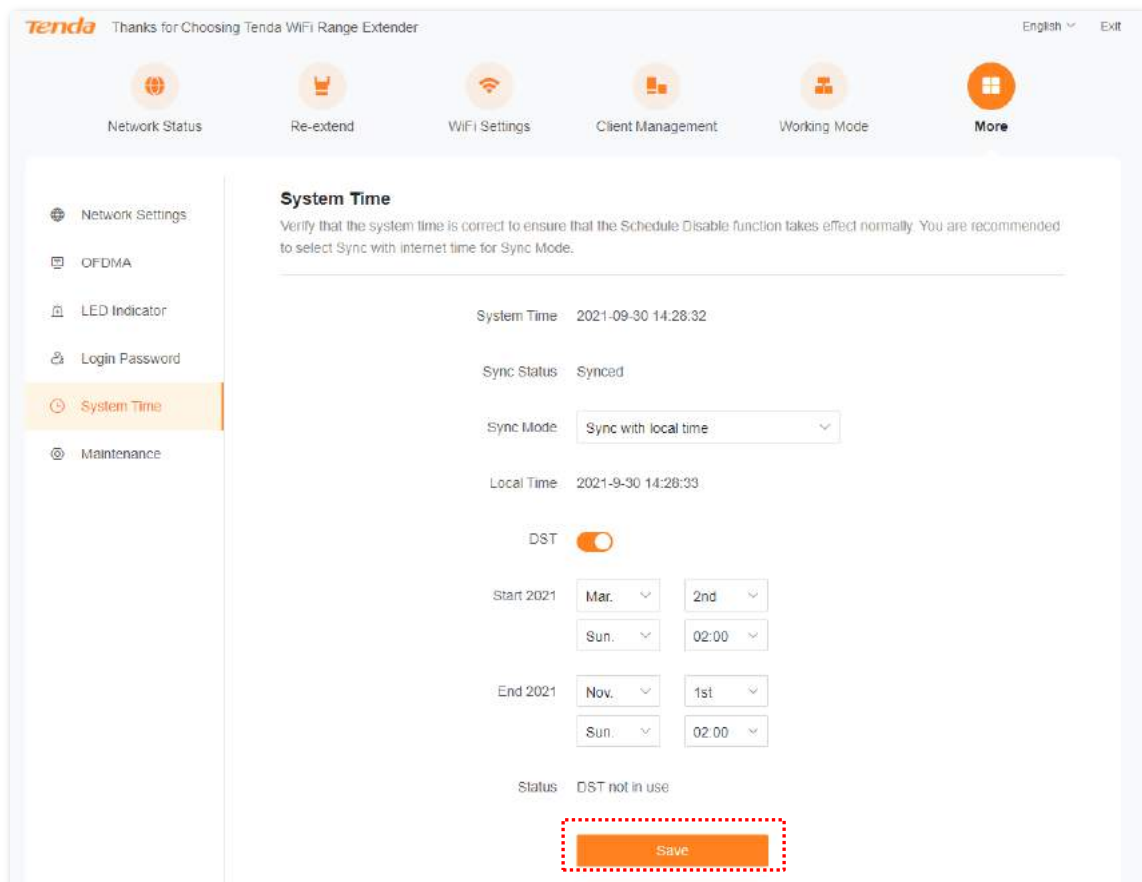 Tenda Thanks for Choosing Tenda WiFi Range Extender English Exit
Network Status Re-extend WiFi Settings Client Management Working Mode More
Network Settings
OFDMA
LED Indicator
Login Password
System Time
Maintenance
System Time
Verify that the system time is correct to ensure that the Schedule Disable function takes effect normally. You are recommended
to select Sync with internet time for Sync Mode.
System Time 2021-09-30 14:28:32
Sync Status Synced
Sync Mode Sync with local time
Local Time 2021-9-30 14:28:33
DST
Start 2021 Mar. 2nd
Sun. 02:00
End 2021 Nov. 1st
Sun. 02:00
Status DST not in use
Save